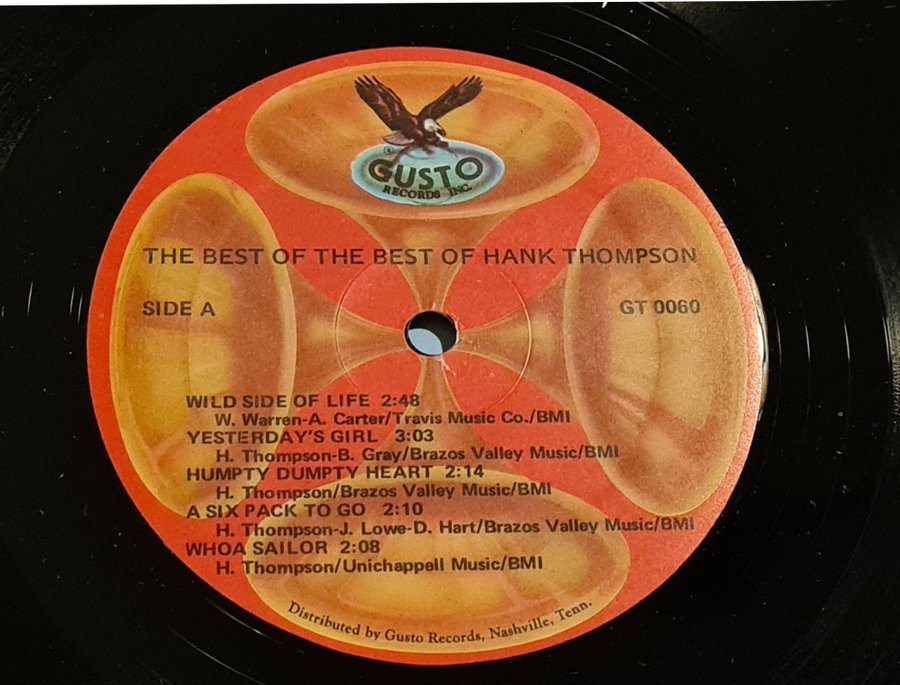 ®
GUSTO
RECORDS INC.
THE BEST OF THE BEST OF HANK THOMPSON
SIDE A
GT 0060
WILD SIDE OF LIFE 2:48
W. Warren-A. Carter/Travis Music Co./BMI
YESTERDAY'S GIRL 3:03
H. Thompson-B. Gray/Brazos Valley Music/BMI
HUMPTY DUMPTY HEART 2:14
H. Thompson/Brazos Valley Music/BMI
A SIX PACK TO GO 2:10
H. Thompson-J. Lowe-D. Hart/Brazos Valley Music/BMI
WHOA SAILOR 2:08
H. Thompson/Unichappell Music/BMI
Distributed by Gusto Records, Nashville, Tenn.